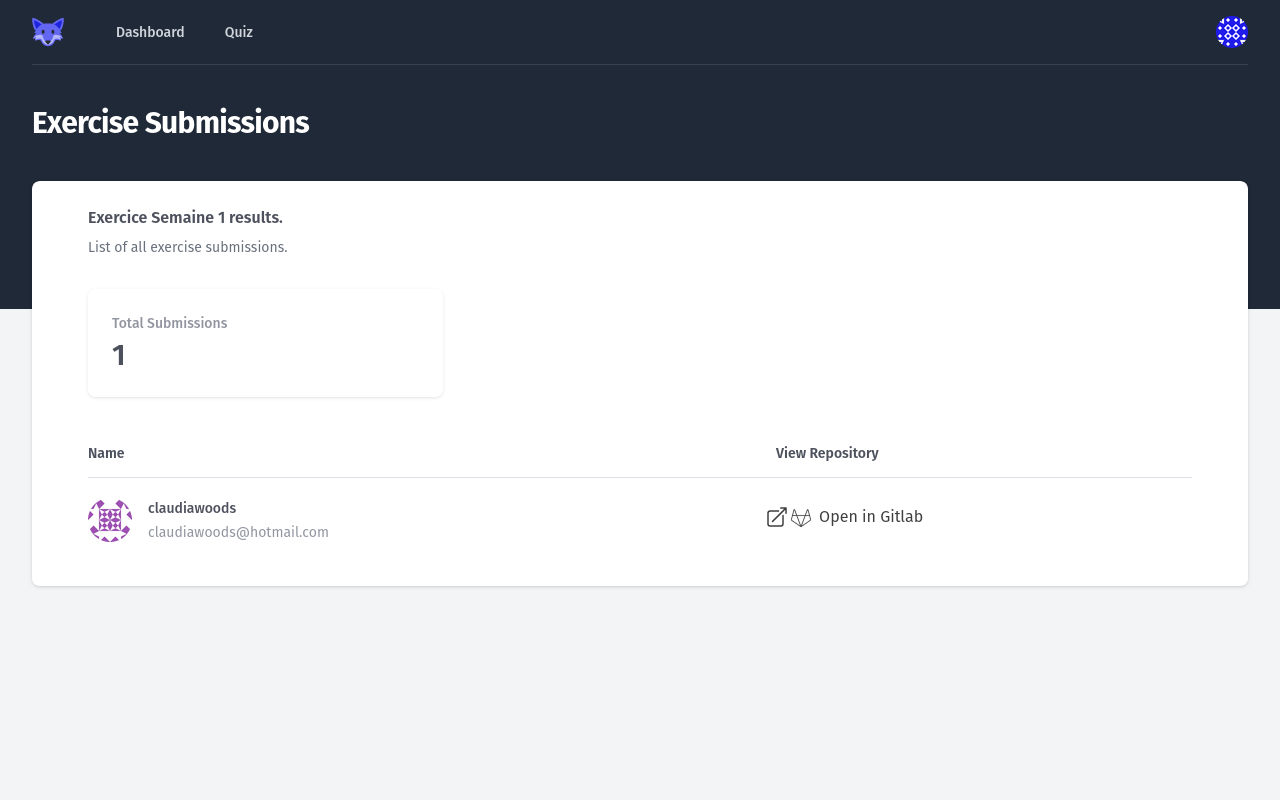 Dashboard Quiz
Exercise Submissions
Exercice Semaine 1 results.
List of all exercise submissions.
Total Submissions
1
Name View Repository
claudiawoods
claudiawoods@hotmail.com
Open in Gitlab